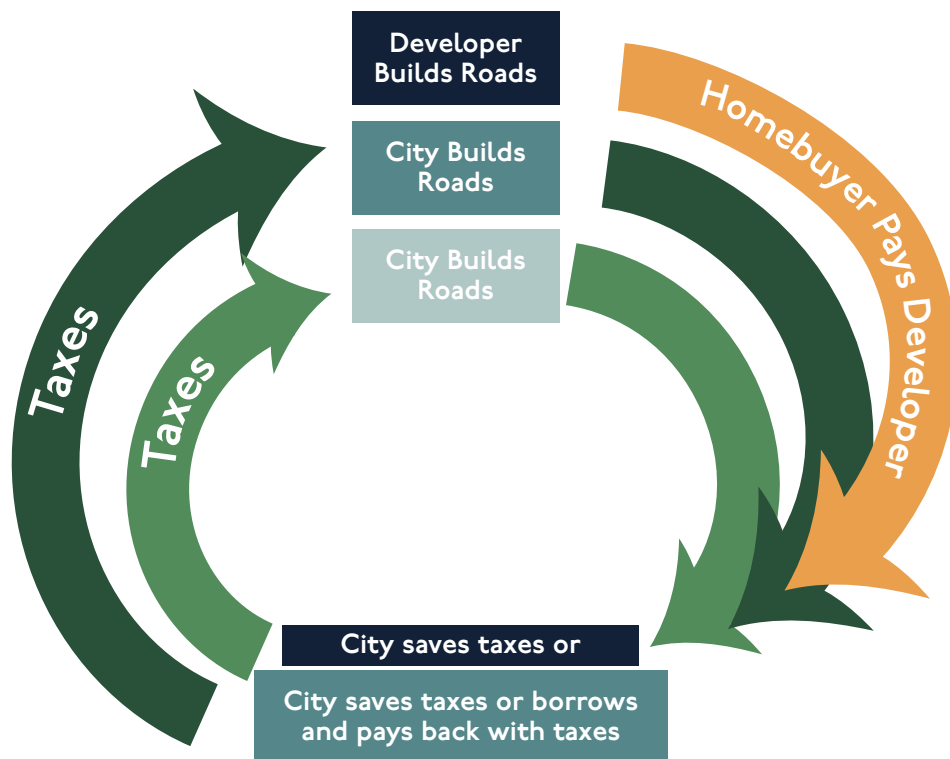 Developer
Builds Roads
City Builds
Roads
City Builds
Roads
Homebuyer Pays Developer
Taxes
Taxes
City saves taxes or
City saves taxes or borrows
and pays back with taxes